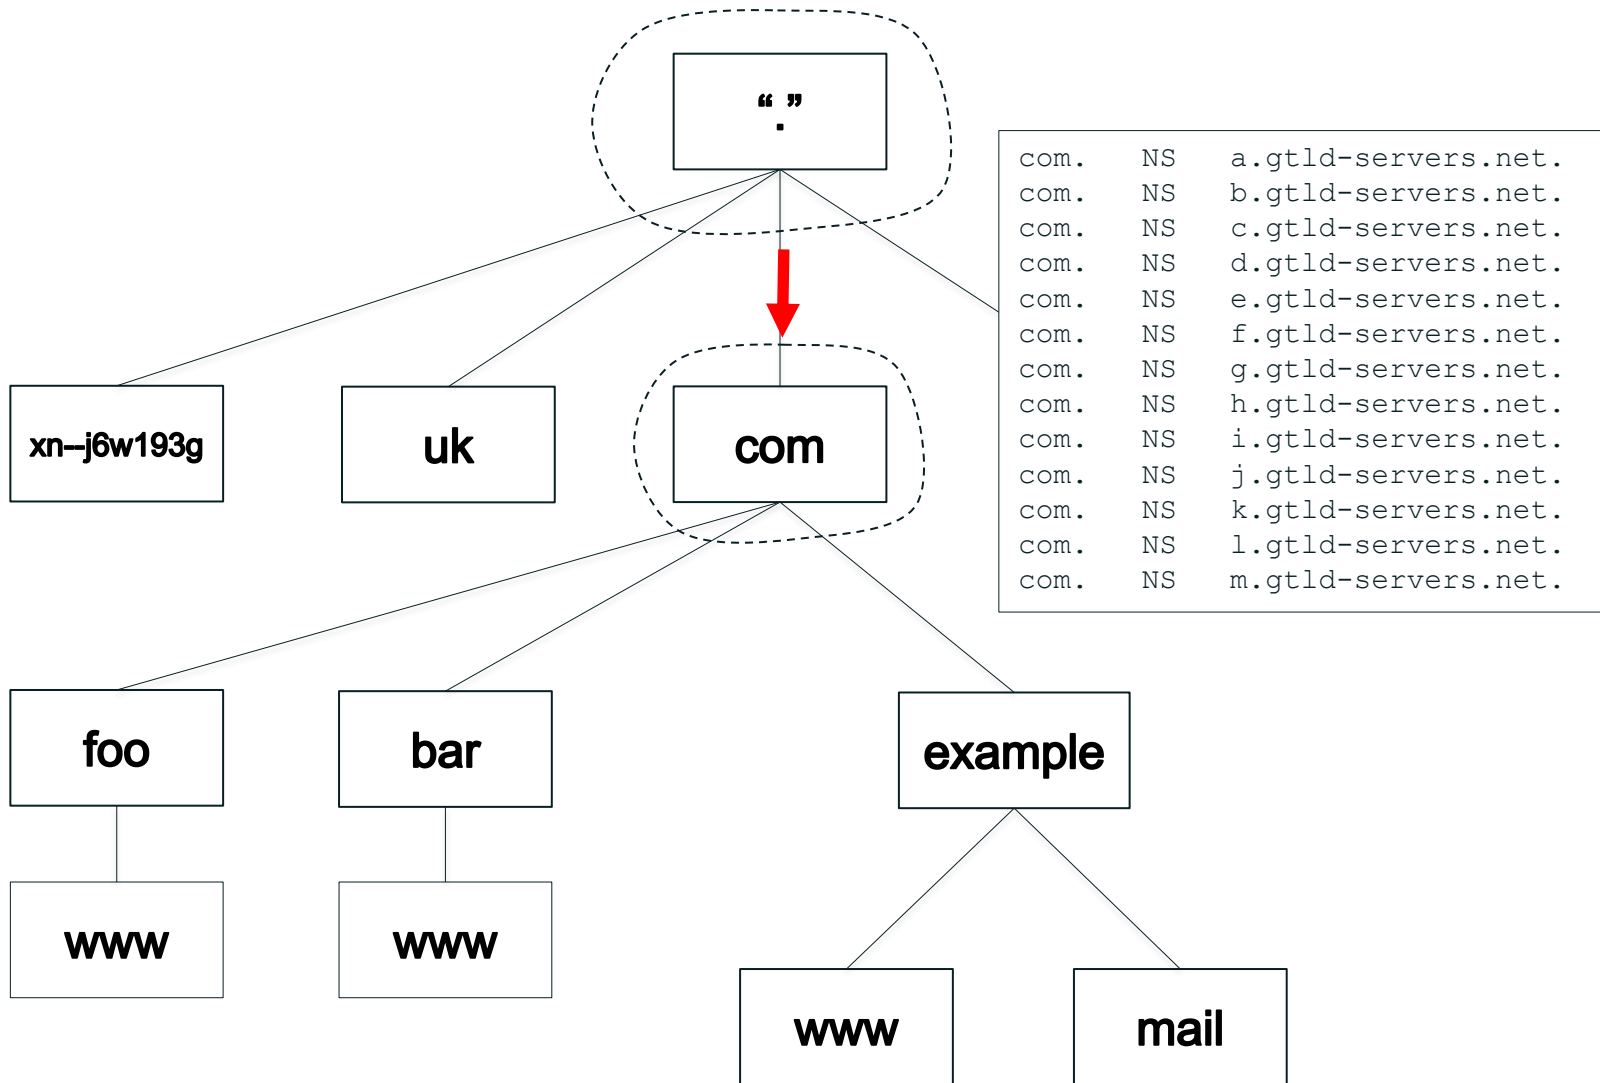 “.”
com. NS a.gtld-servers.net.
com. NS b.gtld-servers.net.
com. NS c.gtld-servers.net.
com. NS d.gtld-servers.net.
com. NS e.gtld-servers.net.
com. NS f.gtld-servers.net.
com. NS g.gtld-servers.net.
com. NS h.gtld-servers.net.
com. NS i.gtld-servers.net.
com. NS j.gtld-servers.net.
com. NS k.gtld-servers.net.
com. NS l.gtld-servers.net.
com. NS m.gtld-servers.net.
xn--j6w193g
uk
com
foo
bar
example
www
www
www
mail